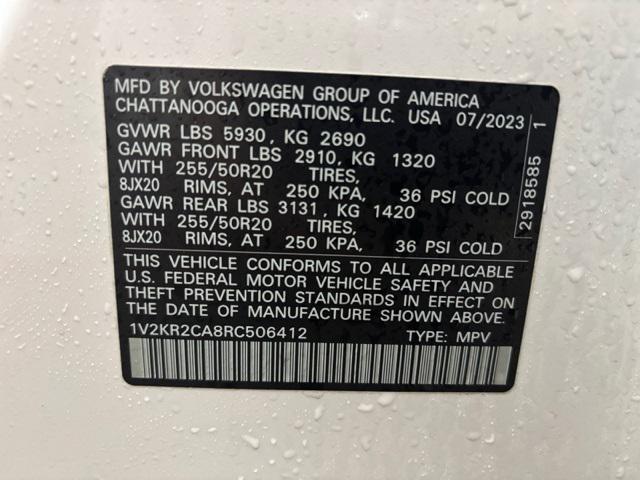 MFD BY VOLKSWAGEN GROUP OF AMERICA
CHATTANOOGA OPERATIONS, LLC. USA 07/2023
GVWR LBS 5930, KG 2690
GAWR FRONT LBS 2910, KG 1320
WITH 255/50R20 TIRES,
8JX20 RIMS, AT 250 KPA, 36 PSI COLD
GAWR REAR LBS 3131, KG 1420
WITH 255/50R20 TIRES,
8JX20 RIMS, AT 250 KPA, 36 PSI COLD
THIS VEHICLE CONFORMS TO ALL APPLICABLE
U.S. FEDERAL MOTOR VEHICLE SAFETY AND
THEFT PREVENTION STANDARDS IN EFFECT ON
THE DATE OF MANUFACTURE SHOWN ABOVE.
1V2KR2CA8RC506412 TYPE: MPV
2918585 1